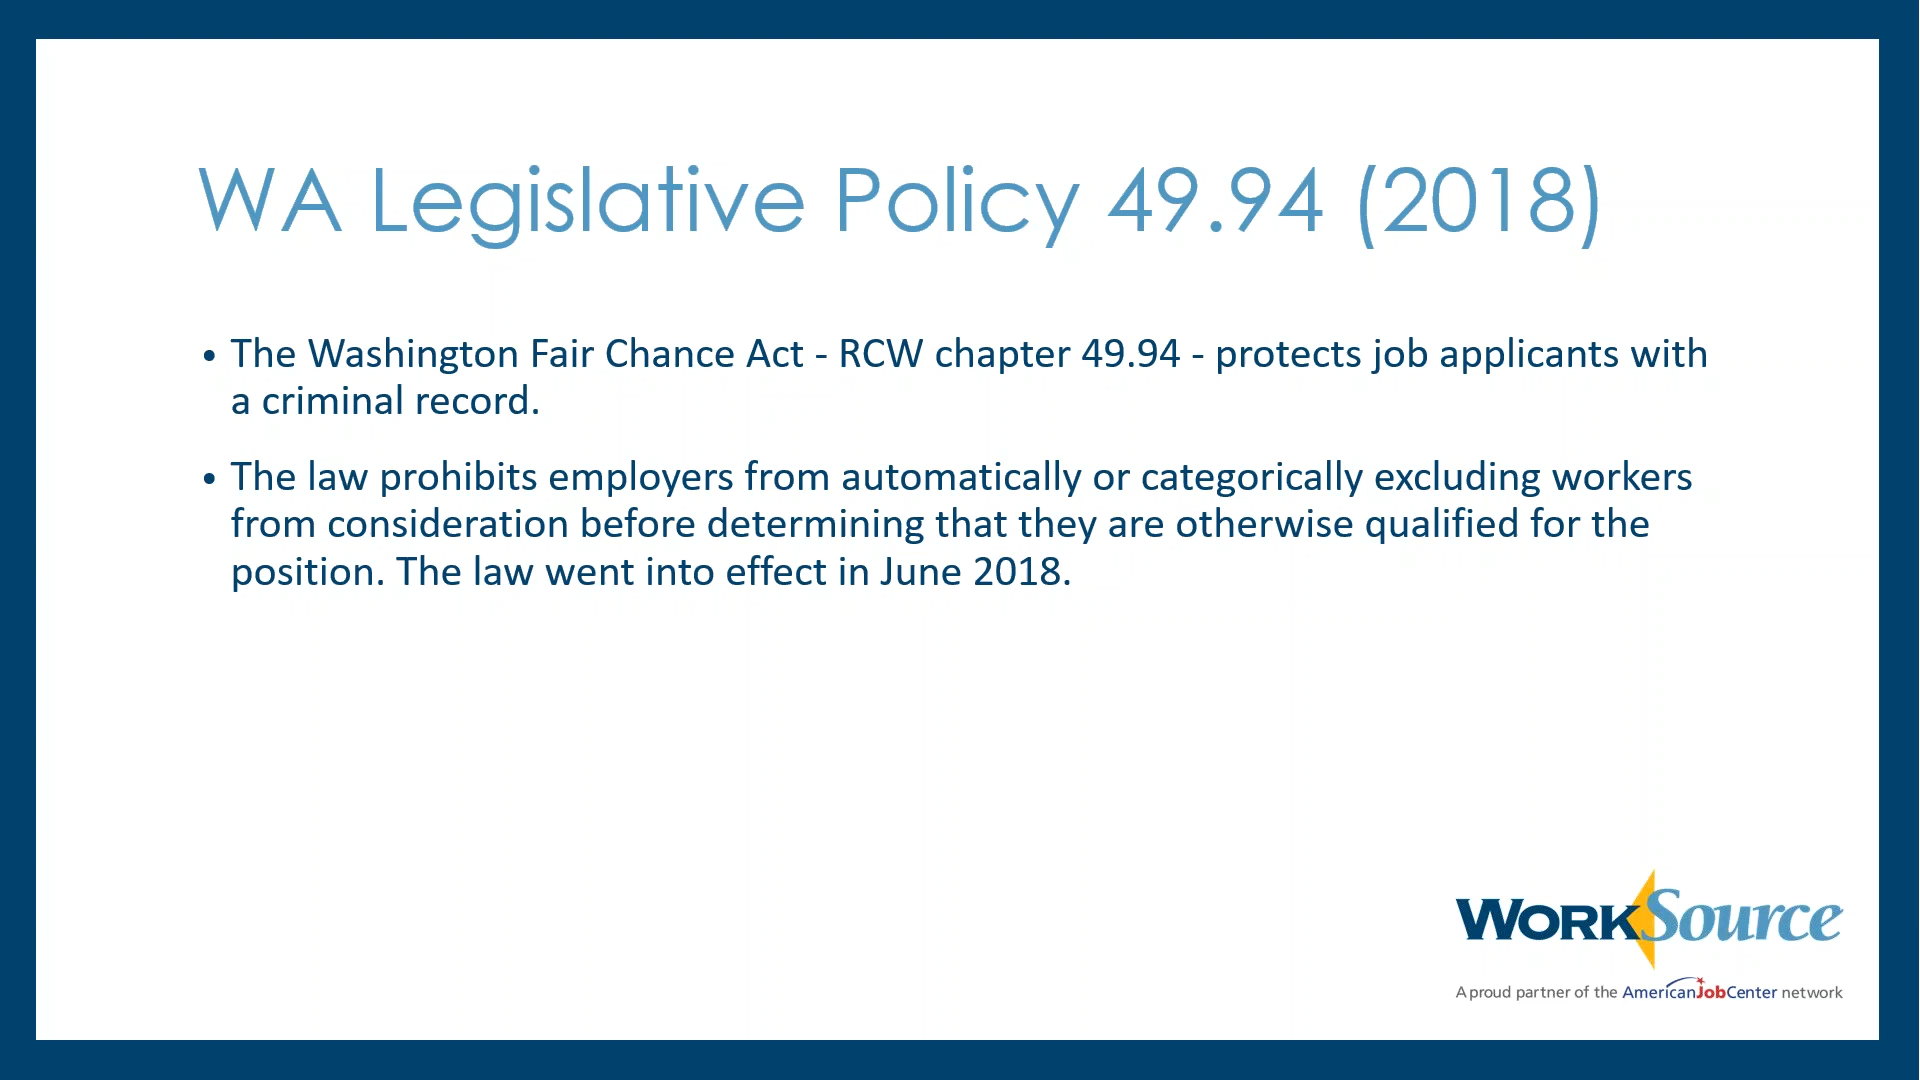 WA Legislative Policy 49.94 (2018)
• The Washington Fair Chance Act - RCW chapter 49.94 - protects job applicants with
a criminal record.
• The law prohibits employers from automatically or categorically excluding workers
from consideration before determining that they are otherwise qualified for the
position. The law went into effect in June 2018.
WorkSource
A proud partner of the AmericanJobCenter network